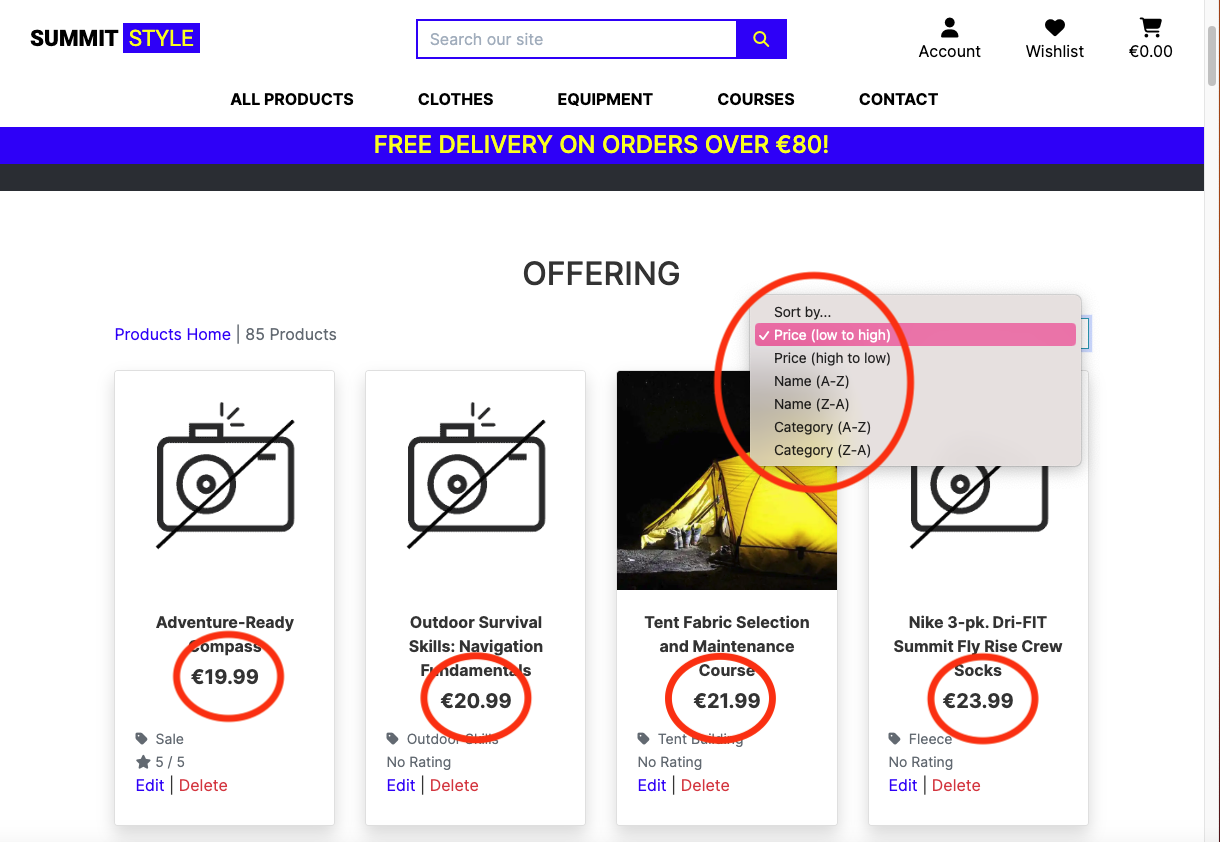 SUMMIT STYLE
Search our site
Account
Wishlist
€0.00
ALL PRODUCTS
CLOTHES
EQUIPMENT
COURSES
CONTACT
FREE DELIVERY ON ORDERS OVER €80!
OFFERING
Products Home | 85 Products
Sort by...
✓ Price (low to high)
Price (high to low)
Name (A-Z)
Name (Z-A)
Category (A-Z)
Category (Z-A)
Adventure-Ready
Compass
€19.99
Sale
5 / 5
Edit | Delete
Outdoor Survival
Skills: Navigation
Fundamentals
€20.99
Outdoor Skills
No Rating
Edit | Delete
Tent Fabric Selection
and Maintenance
Course
€21.99
Tent Building
No Rating
Edit | Delete
Nike 3-pk. Dri-FIT
Summit Fly Rise Crew
Socks
€23.99
Fleece
No Rating
Edit | Delete